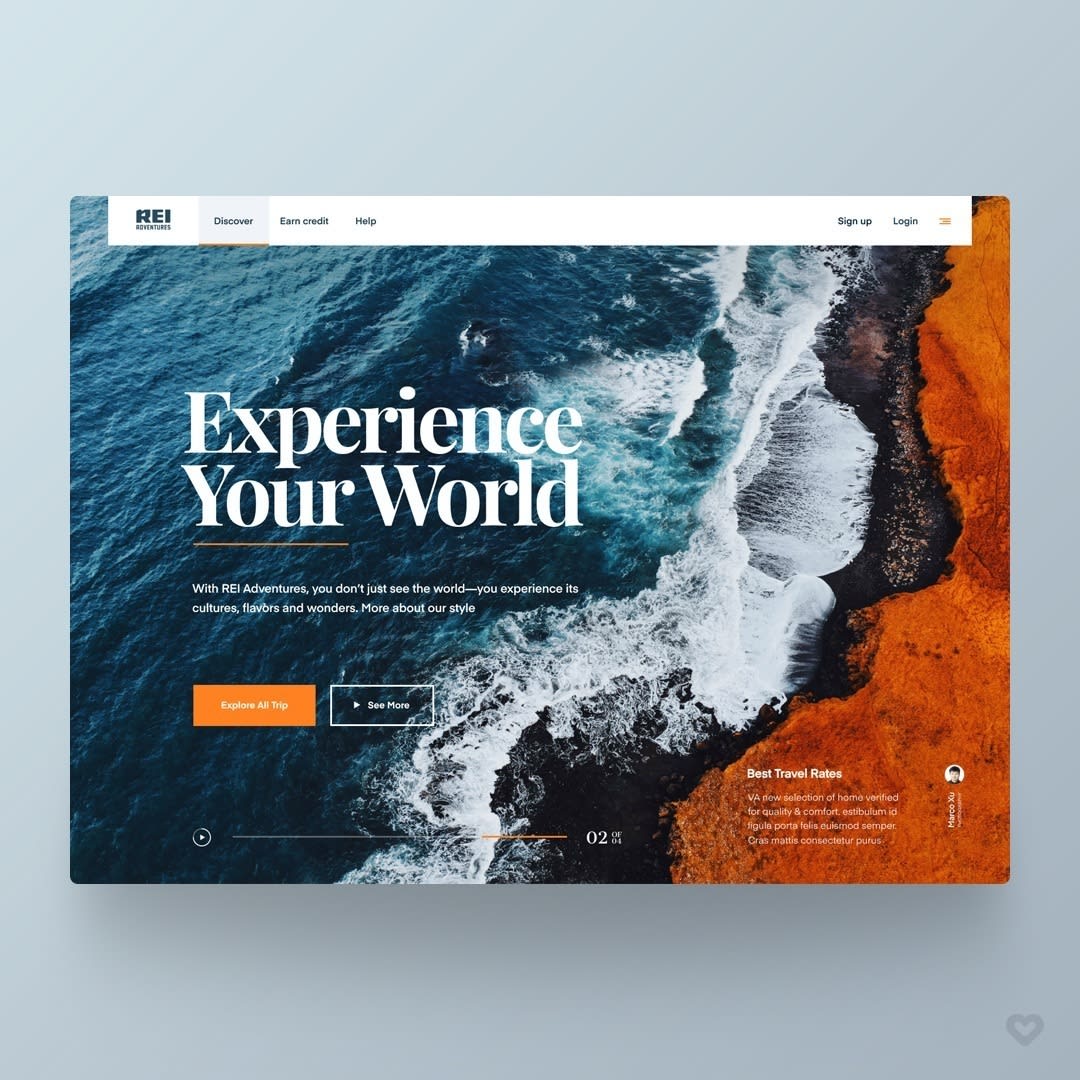 REI
ADVENTURES
Discover
Earn credit
Help
Sign up
Login
Experience
Your World
With REI Adventures, you don't just see the world—you experience its
cultures, flavors and wonders. More about our style
Explore All Trip
See More
02 OF
04
Best Travel Rates
VA new selection of home verified
for quality & comfort, estibulum id
ligula porta felis euismod semper.
Cras mattis consectetur purus
Marco Xu